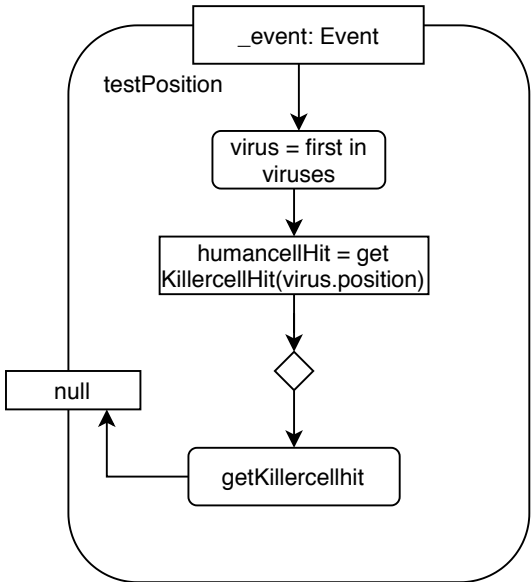 _event: Event
testPosition
virus = first in
viruses
humancellHit = get
KillercellHit(virus.position)
null
getKillercellhit